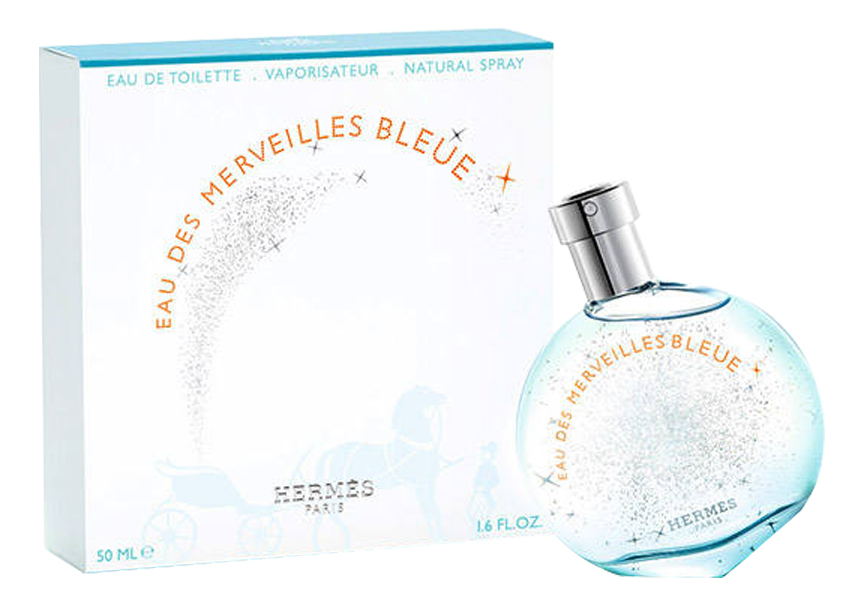 EAU DE TOILETTE . VAPORISATEUR . NATURAL SPRAY
EAU DES MERVEILLES BLEUE
HERMÈS
PARIS
50 ML ℮
1.6 FL.OZ.
EAU DES MERVEILLES BLEUE
HERMÈS
PARIS